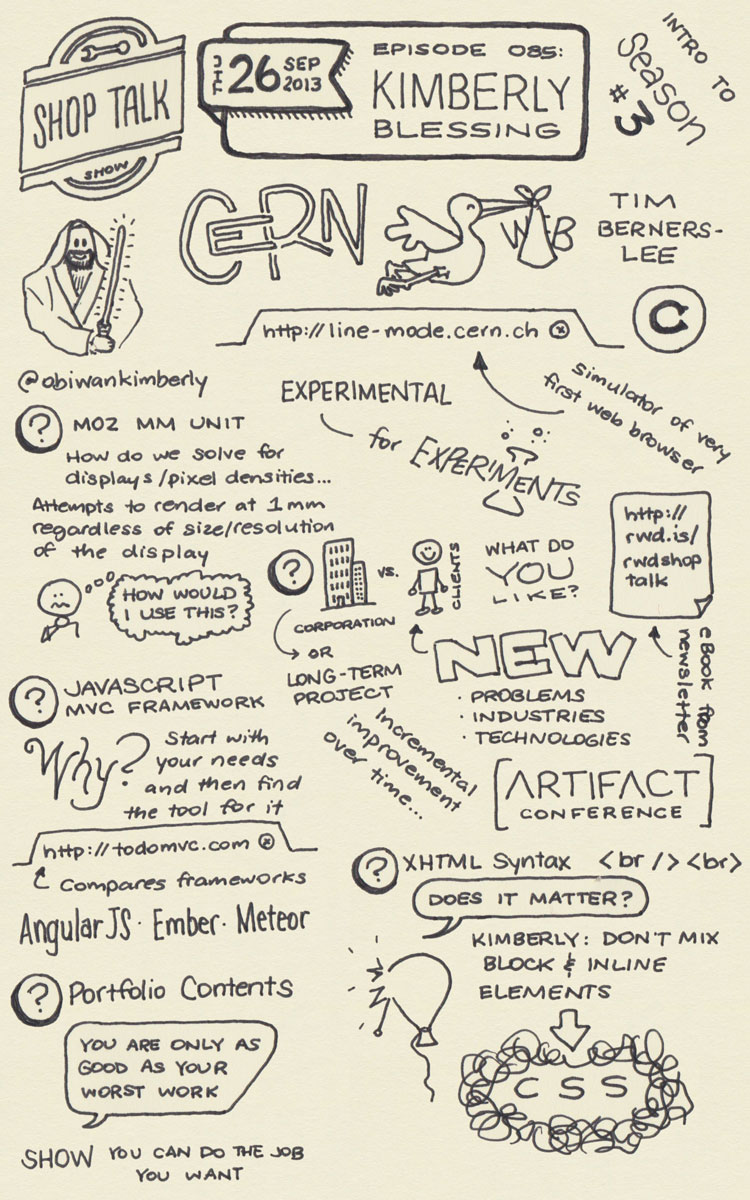 SHOP TALK
SHOW
THU 26 SEP
2013
EPISODE 085:
KIMBERLY
BLESSING
INTRO TO
Season
#3
CERN
WEB
TIM
BERNERS-
LEE
http://line-mode.cern.ch
C
simulator of very
first web browser
@obiwankimberly
EXPERIMENTAL
for EXPERIMENTS
? MOZ MM UNIT
How do we solve for
displays/pixel densities...
Attempts to render at 1mm
regardless of size/resolution
of the display
HOW WOULD
I USE THIS?
?
VS.
CLIENTS
CORPORATION
OR
LONG-TERM
PROJECT
Incremental
improvement
over time...
WHAT DO
YOU
LIKE?
NEW
· PROBLEMS
· INDUSTRIES
· TECHNOLOGIES
http://
rwd.is/
rwdshop
talk
eBook from
newsletter
[ARTIFACT
CONFERENCE]
? JAVASCRIPT
MVC FRAMEWORK
Why?
Start with
your needs
and then find
the tool for it
http://todomvc.com
Compares frameworks
AngularJS · Ember · Meteor
? Portfolio Contents
YOU ARE ONLY AS
GOOD AS YOUR
WORST WORK
SHOW YOU CAN DO THE JOB
YOU WANT
? XHTML Syntax <br /> <br>
DOES IT MATTER?
KIMBERLY: DON'T MIX
BLOCK & INLINE
ELEMENTS
CSS